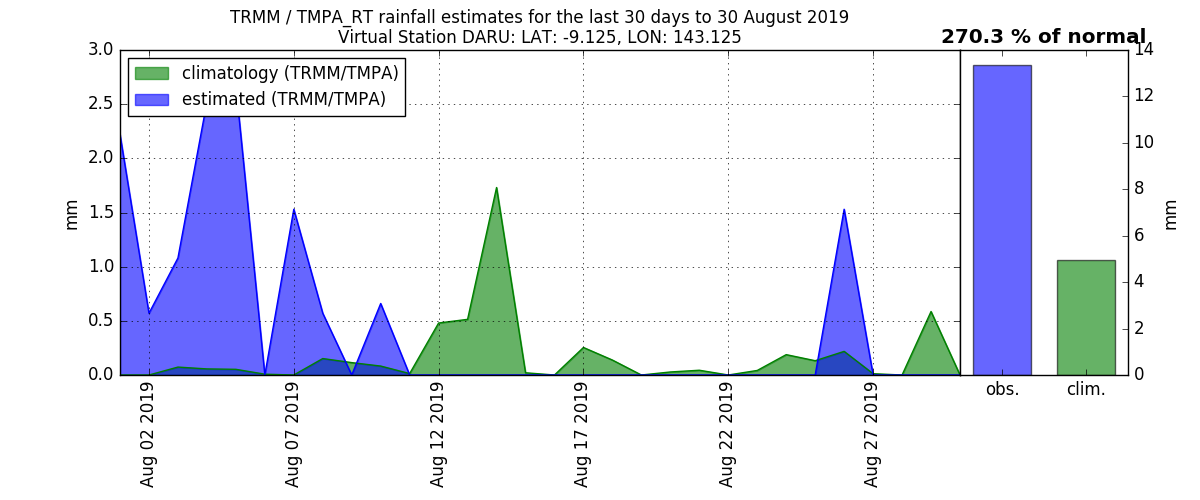 TRMM / TMPA_RT rainfall estimates for the last 30 days to 30 August 2019
Virtual Station DARU: LAT: -9.125, LON: 143.125
270.3 % of normal
climatology (TRMM/TMPA)
estimated (TRMM/TMPA)
3.0
2.5
2.0
1.5
1.0
0.5
0.0
mm
Aug 02 2019
Aug 07 2019
Aug 12 2019
Aug 17 2019
Aug 22 2019
Aug 27 2019
14
12
10
8
6
4
2
0
mm
obs.
clim.